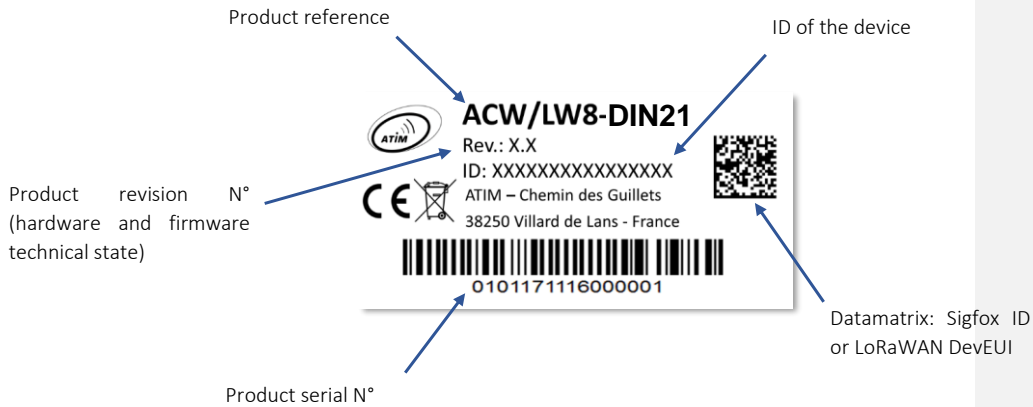 Product reference
ID of the device
ATIM
ACW/LW8-DIN21
Rev.: X.X
ID: XXXXXXXXXXXXXXXX
ATIM – Chemin des Guillets
38250 Villard de Lans - France
0101171116000001
Product revision N°
(hardware and firmware
technical state)
Datamatrix: Sigfox ID
or LoRaWAN DevEUI
Product serial N°